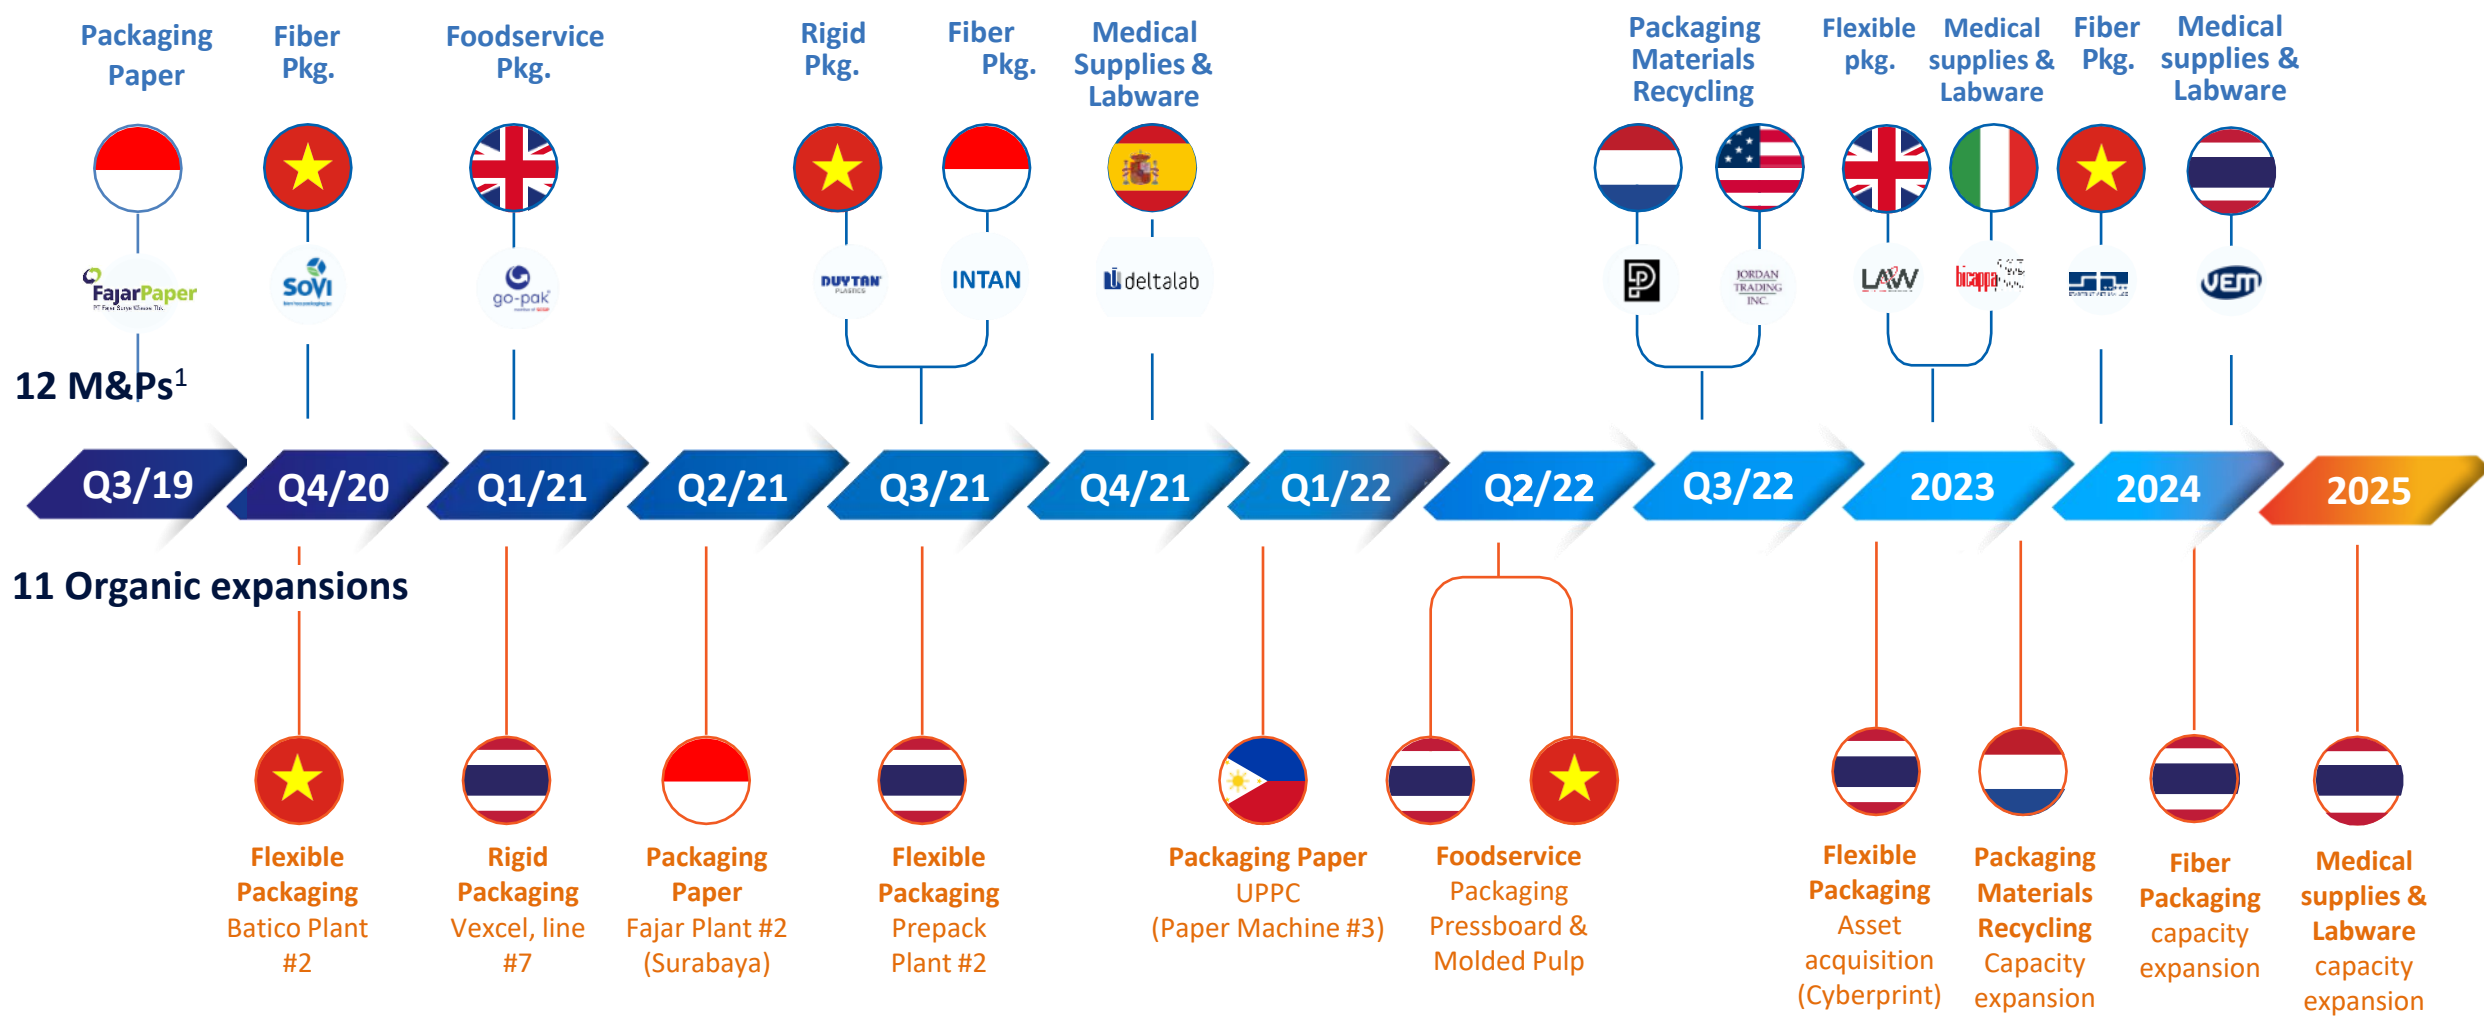 Packaging
Paper
Fiber
Pkg.
Foodservice
Pkg.
Rigid
Pkg.
Fiber
Pkg.
Medical
Supplies &
Labware
Packaging
Materials
Recycling
Flexible
pkg.
Medical
supplies &
Labware
Fiber
Pkg.
Medical
supplies &
Labware
FajarPaper
SOVI
go-pak
DUYTAN
PLASTICS
INTAN
deltalab
JORDAN
TRADING
INC.
LAW
bicappa
VEM
12 M&Ps1
Q3/19
Q4/20
Q1/21
Q2/21
Q3/21
Q4/21
Q1/22
Q2/22
Q3/22
2023
2024
2025
11 Organic expansions
Flexible
Packaging
Batico Plant
#2
Rigid
Packaging
Vexcel, line
#7
Packaging
Paper
Fajar Plant #2
(Surabaya)
Flexible
Packaging
Prepack
Plant #2
Packaging Paper
UPPC
(Paper Machine #3)
Foodservice
Packaging
Pressboard &
Molded Pulp
Flexible
Packaging
Asset
acquisition
(Cyberprint)
Packaging
Materials
Recycling
Capacity
expansion
Fiber
Packaging
capacity
expansion
Medical
supplies &
Labware
capacity
expansion